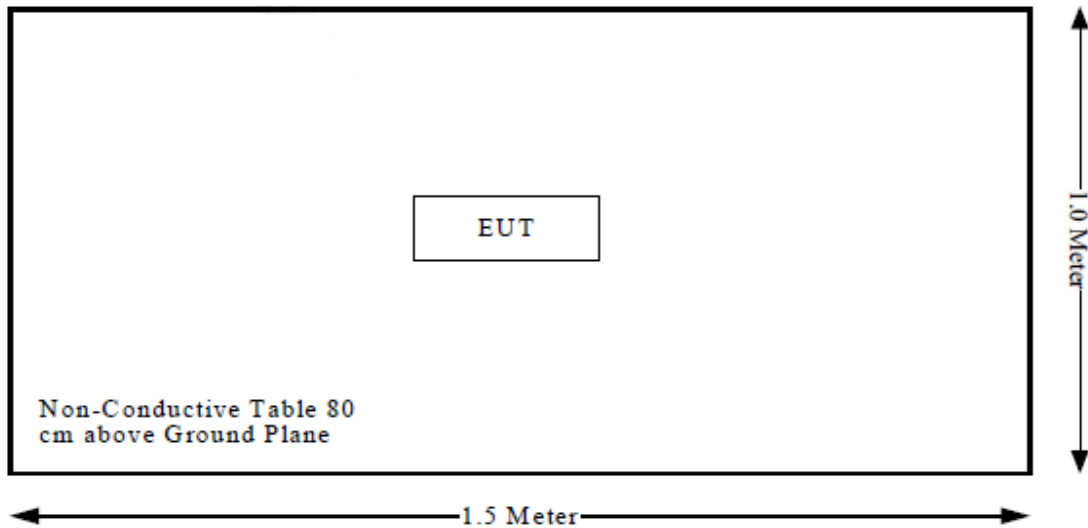 EUT
1.0 Meter
Non-Conductive Table 80
cm above Ground Plane
1.5 Meter